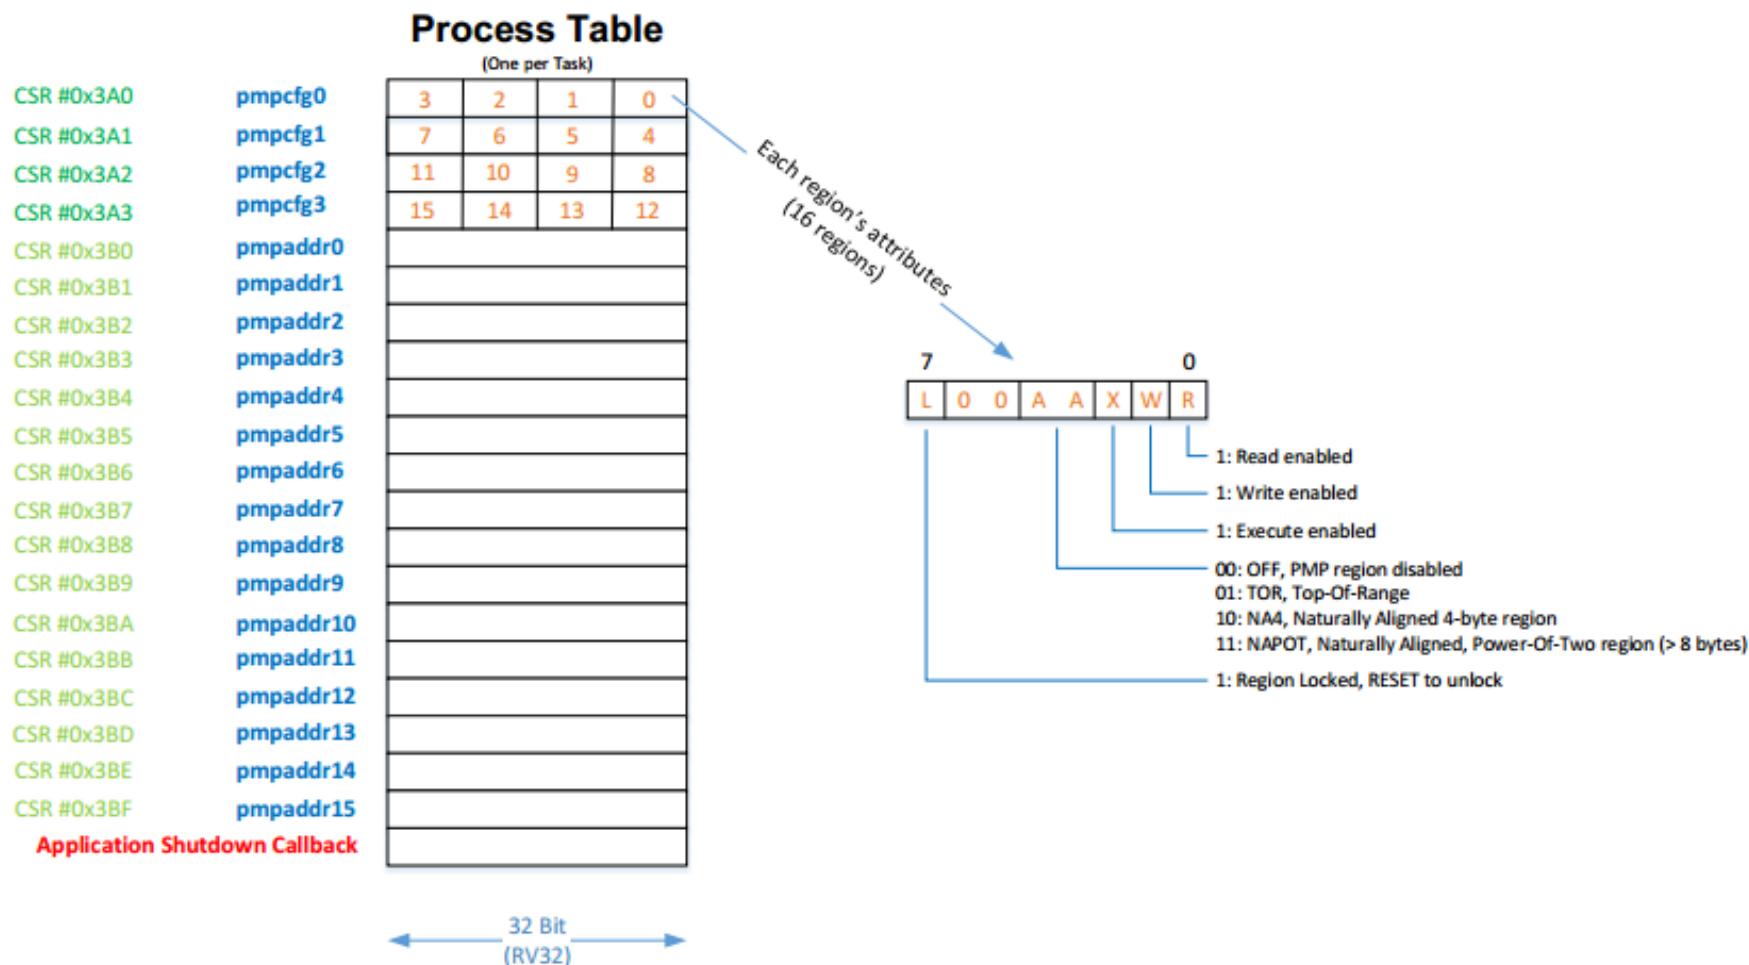 Process Table
(One per Task)
CSR #0x3A0 pmpcfg0 3 2 1 0
CSR #0x3A1 pmpcfg1 7 6 5 4
CSR #0x3A2 pmpcfg2 11 10 9 8
CSR #0x3A3 pmpcfg3 15 14 13 12
CSR #0x3B0 pmpaddr0
CSR #0x3B1 pmpaddr1
CSR #0x3B2 pmpaddr2
CSR #0x3B3 pmpaddr3
CSR #0x3B4 pmpaddr4
CSR #0x3B5 pmpaddr5
CSR #0x3B6 pmpaddr6
CSR #0x3B7 pmpaddr7
CSR #0x3B8 pmpaddr8
CSR #0x3B9 pmpaddr9
CSR #0x3BA pmpaddr10
CSR #0x3BB pmpaddr11
CSR #0x3BC pmpaddr12
CSR #0x3BD pmpaddr13
CSR #0x3BE pmpaddr14
CSR #0x3BF pmpaddr15
Application Shutdown Callback
32 Bit
(RV32)
Each region's attributes
(16 regions)
7 0
L 0 0 A A X W R
1: Read enabled
1: Write enabled
1: Execute enabled
00: OFF, PMP region disabled
01: TOR, Top-Of-Range
10: NA4, Naturally Aligned 4-byte region
11: NAPOT, Naturally Aligned, Power-Of-Two region (> 8 bytes)
1: Region Locked, RESET to unlock